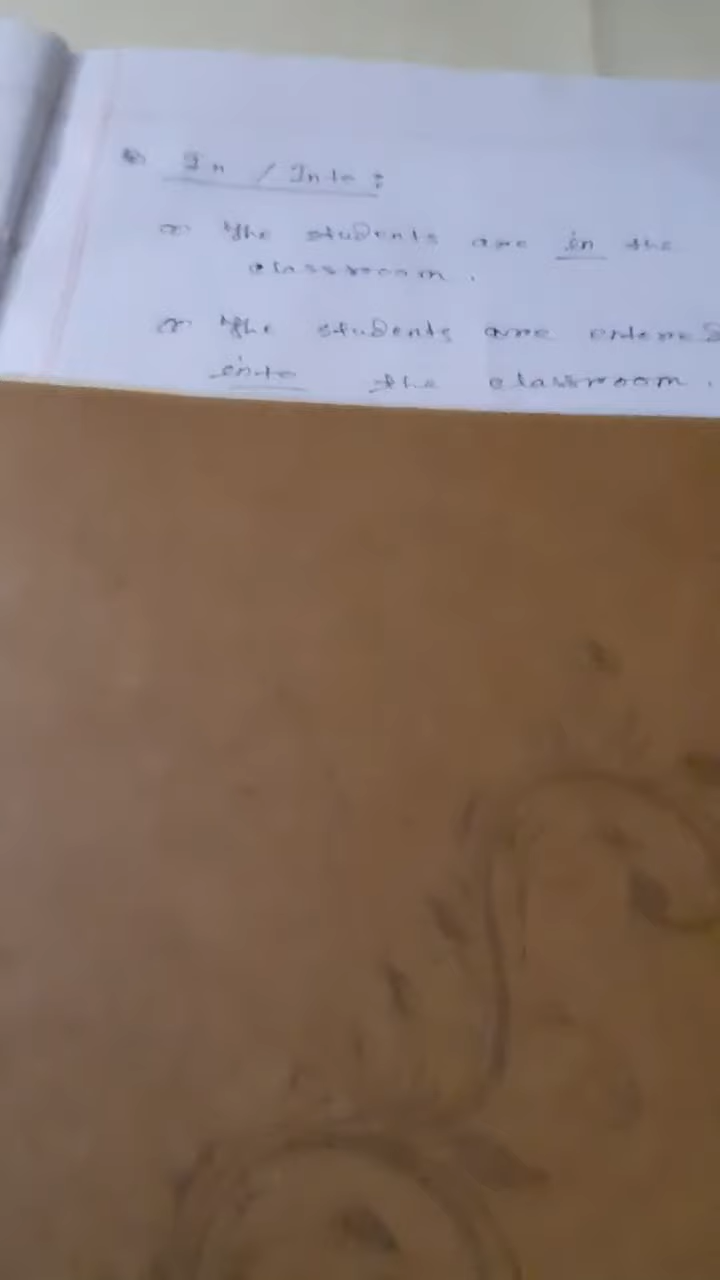 In / Into :
The students are in the
classroom.
The students are entered
into the classroom.